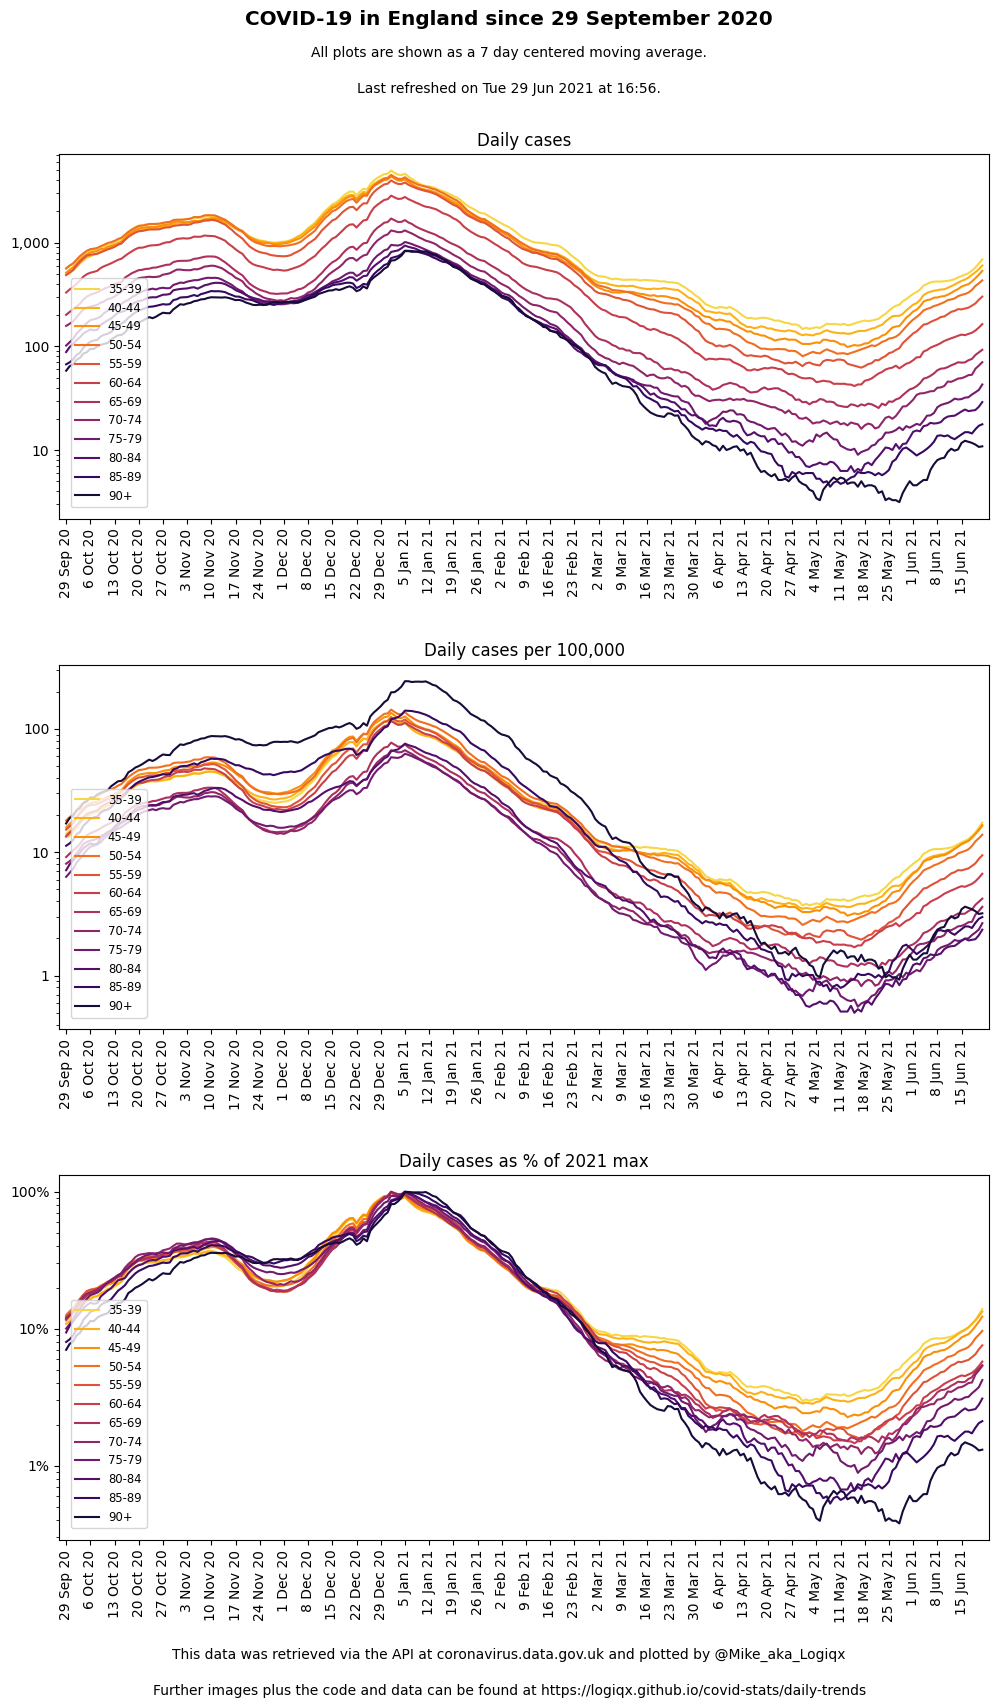 COVID-19 in England since 29 September 2020
All plots are shown as a 7 day centered moving average.
Last refreshed on Tue 29 Jun 2021 at 16:56.
Daily cases
1,000
100
10
35-39
40-44
45-49
50-54
55-59
60-64
65-69
70-74
75-79
80-84
85-89
90+
29 Sep 20
6 Oct 20
13 Oct 20
20 Oct 20
27 Oct 20
3 Nov 20
10 Nov 20
17 Nov 20
24 Nov 20
1 Dec 20
8 Dec 20
15 Dec 20
22 Dec 20
29 Dec 20
5 Jan 21
12 Jan 21
19 Jan 21
26 Jan 21
2 Feb 21
9 Feb 21
16 Feb 21
23 Feb 21
2 Mar 21
9 Mar 21
16 Mar 21
23 Mar 21
30 Mar 21
6 Apr 21
13 Apr 21
20 Apr 21
27 Apr 21
4 May 21
11 May 21
18 May 21
25 May 21
1 Jun 21
8 Jun 21
15 Jun 21
Daily cases per 100,000
100
10
1
35-39
40-44
45-49
50-54
55-59
60-64
65-69
70-74
75-79
80-84
85-89
90+
29 Sep 20
6 Oct 20
13 Oct 20
20 Oct 20
27 Oct 20
3 Nov 20
10 Nov 20
17 Nov 20
24 Nov 20
1 Dec 20
8 Dec 20
15 Dec 20
22 Dec 20
29 Dec 20
5 Jan 21
12 Jan 21
19 Jan 21
26 Jan 21
2 Feb 21
9 Feb 21
16 Feb 21
23 Feb 21
2 Mar 21
9 Mar 21
16 Mar 21
23 Mar 21
30 Mar 21
6 Apr 21
13 Apr 21
20 Apr 21
27 Apr 21
4 May 21
11 May 21
18 May 21
25 May 21
1 Jun 21
8 Jun 21
15 Jun 21
Daily cases as % of 2021 max
100%
10%
1%
35-39
40-44
45-49
50-54
55-59
60-64
65-69
70-74
75-79
80-84
85-89
90+
29 Sep 20
6 Oct 20
13 Oct 20
20 Oct 20
27 Oct 20
3 Nov 20
10 Nov 20
17 Nov 20
24 Nov 20
1 Dec 20
8 Dec 20
15 Dec 20
22 Dec 20
29 Dec 20
5 Jan 21
12 Jan 21
19 Jan 21
26 Jan 21
2 Feb 21
9 Feb 21
16 Feb 21
23 Feb 21
2 Mar 21
9 Mar 21
16 Mar 21
23 Mar 21
30 Mar 21
6 Apr 21
13 Apr 21
20 Apr 21
27 Apr 21
4 May 21
11 May 21
18 May 21
25 May 21
1 Jun 21
8 Jun 21
15 Jun 21
This data was retrieved via the API at coronavirus.data.gov.uk and plotted by @Mike_aka_Logiqx
Further images plus the code and data can be found at https://logiqx.github.io/covid-stats/daily-trends